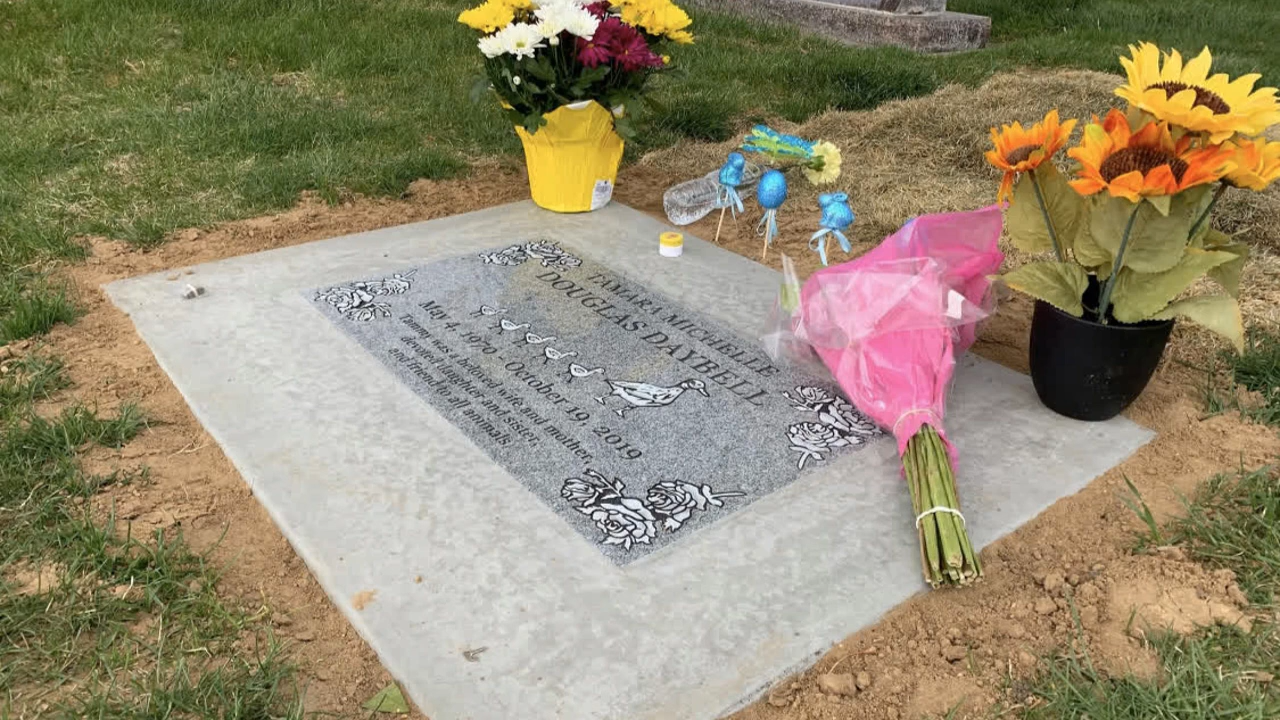 TAMARA MICHELLE
DOUGLAS DAYBELL
May 4, 1970 - October 19, 2019
Tammy was a beloved wife and mother,
devoted daughter and sister,
and friend to all animals.